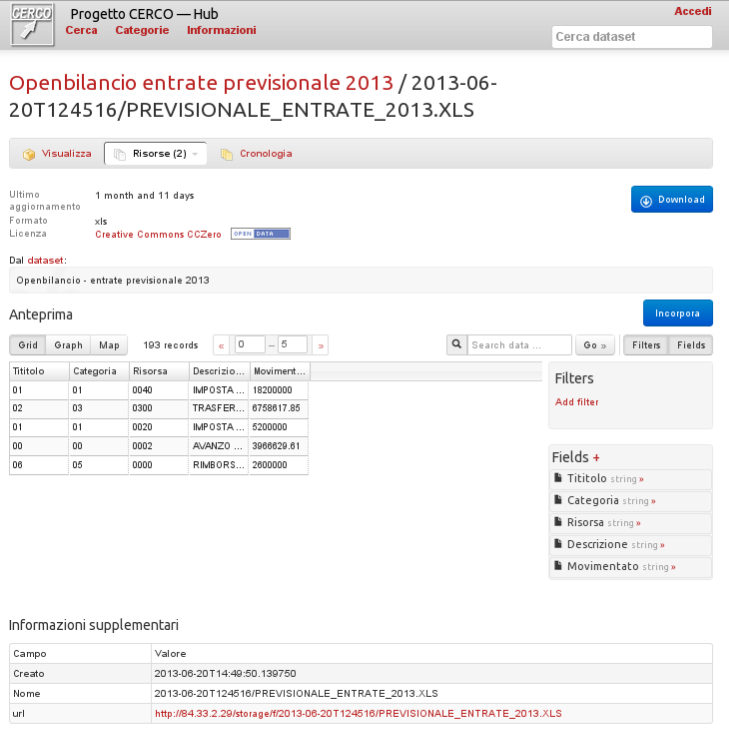 CERCO
Progetto CERCO — Hub
Accedi
Cerca Categorie Informazioni
Cerca dataset
Openbilancio entrate previsionale 2013 / 2013-06-
20T124516/PREVISIONALE_ENTRATE_2013.XLS
Visualizza Risorse (2) Cronologia
Ultimo
aggiornamento 1 month and 11 days
Download
Formato xls
Licenza Creative Commons CCZero OPEN DATA
Dal dataset:
Openbilancio - entrate previsionale 2013
Anteprima
Incorpora
Grid Graph Map 193 records « 0 – 5 » Search data ... Go » Filters Fields
Tititolo Categoria Risorsa Descrizio... Moviment...
01 01 0040 IMPOSTA ... 18200000
02 03 0300 TRASFER... 6758617.85
01 01 0020 IMPOSTA ... 5200000
00 00 0002 AVANZO ... 3966629.61
06 05 0000 RIMBORS... 2600000
Filters
Add filter
Fields +
Tititolo string »
Categoria string »
Risorsa string »
Descrizione string »
Movimentato string »
Informazioni supplementari
Campo Valore
Creato 2013-06-20T14:49:50.139750
Nome 2013-06-20T124516/PREVISIONALE_ENTRATE_2013.XLS
url http://84.33.2.29/storage/f/2013-06-20T124516/PREVISIONALE_ENTRATE_2013.XLS